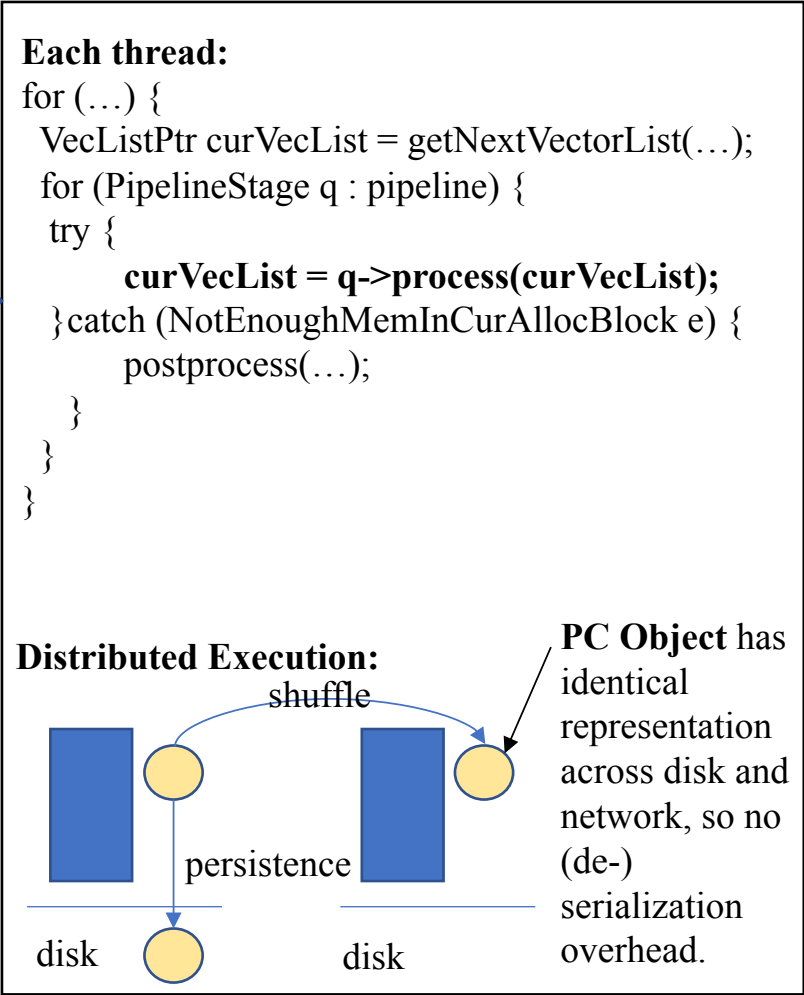 Each thread:
for (…) {
VecListPtr curVecList = getNextVectorList(…);
for (PipelineStage q : pipeline) {
try {
curVecList = q->process(curVecList);
}catch (NotEnoughMemInCurAllocBlock e) {
postprocess(…);
}
}
}
Distributed Execution:
shuffle
persistence
disk
disk
PC Object has
identical
representation
across disk and
network, so no
(de-)
serialization
overhead.